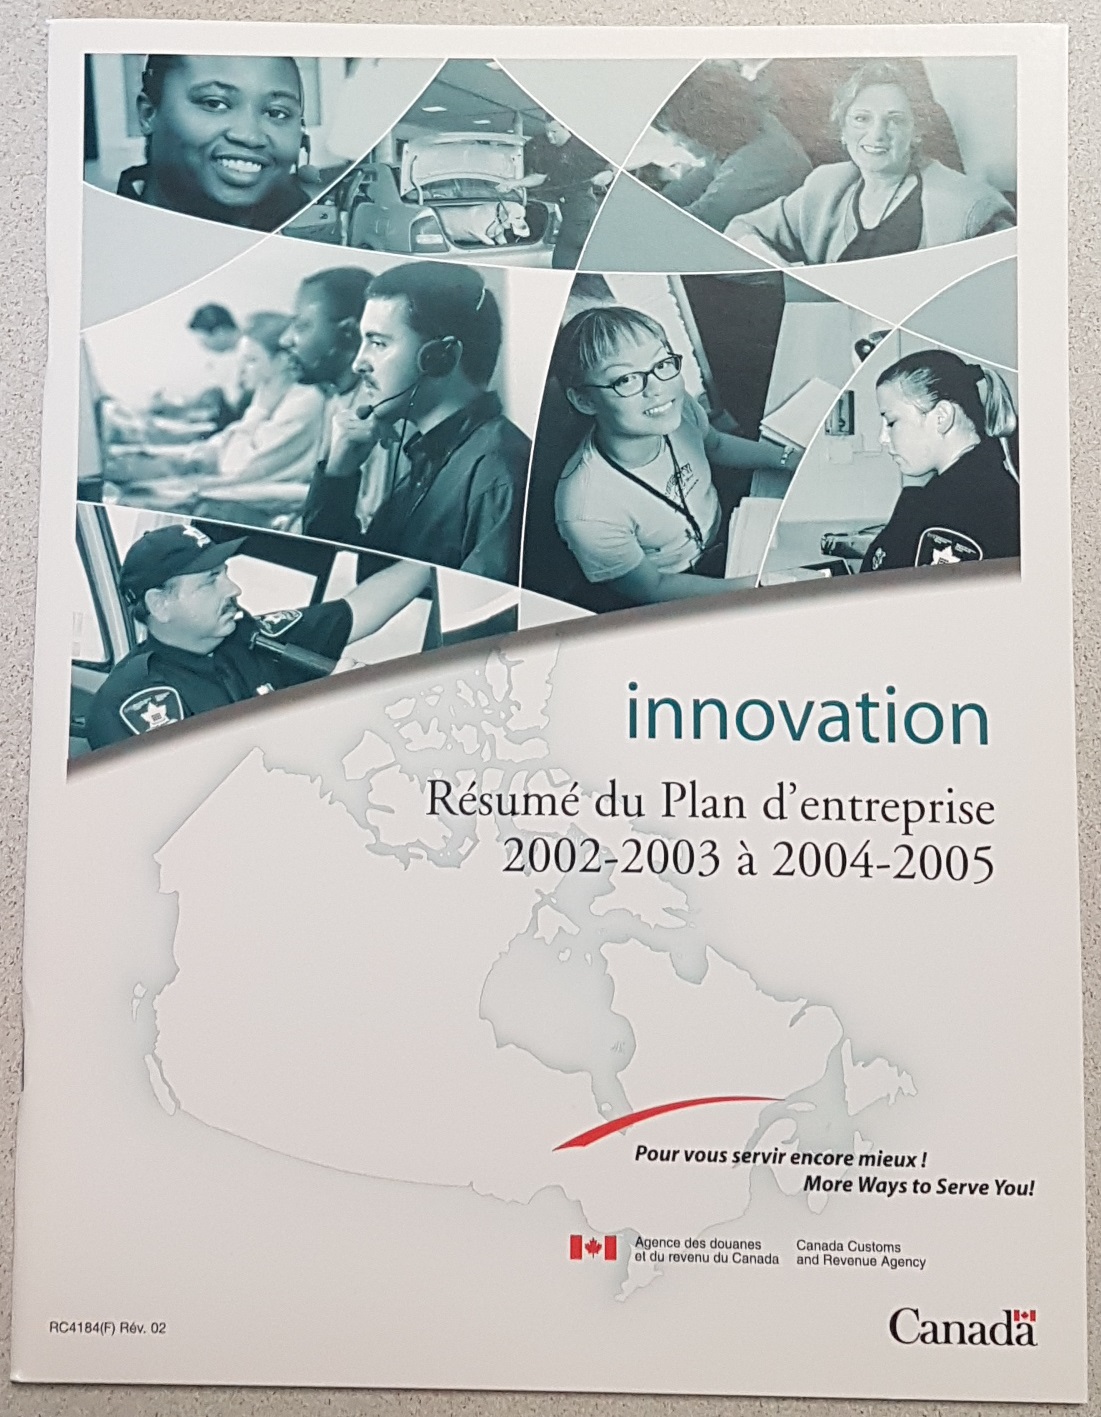 innovation
Résumé du Plan d'entreprise
2002-2003 à 2004-2005
Pour vous servir encore mieux !
More Ways to Serve You!
Agence des douanes
et du revenu du Canada
Canada Customs
and Revenue Agency
RC4184(F) Rév. 02
Canada